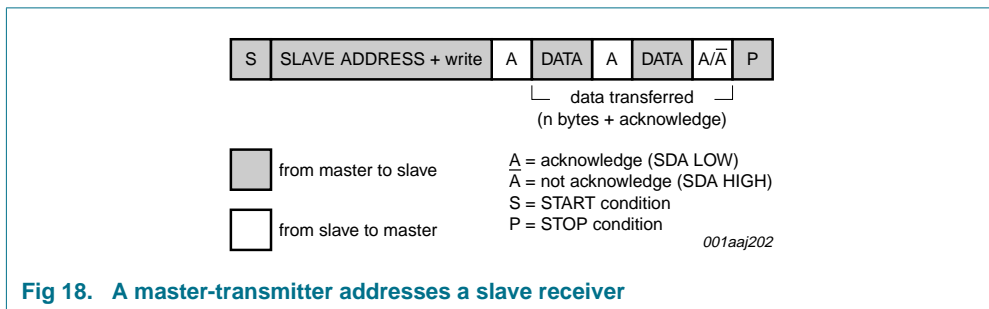 S SLAVE ADDRESS + write A DATA A DATA A/A̅ P
data transferred
(n bytes + acknowledge)
from master to slave
from slave to master
A = acknowledge (SDA LOW)
A̅ = not acknowledge (SDA HIGH)
S = START condition
P = STOP condition
001aaj202
Fig 18. A master-transmitter addresses a slave receiver